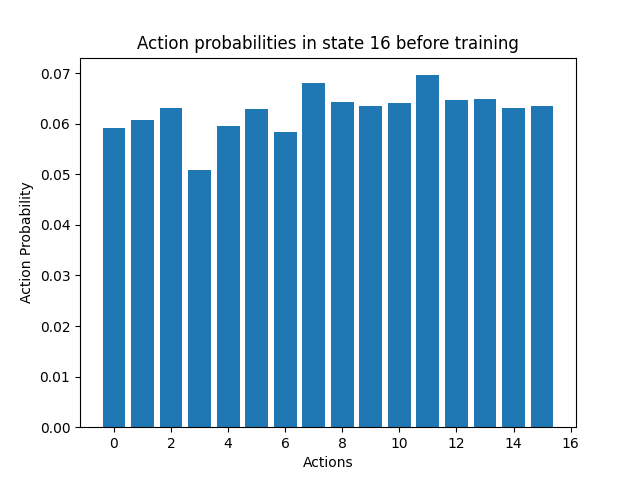 Action probabilities in state 16 before training
0.07
0.06
0.05
0.04
0.03
0.02
0.01
0.00
Action Probability
0 2 4 6 8 10 12 14 16
Actions